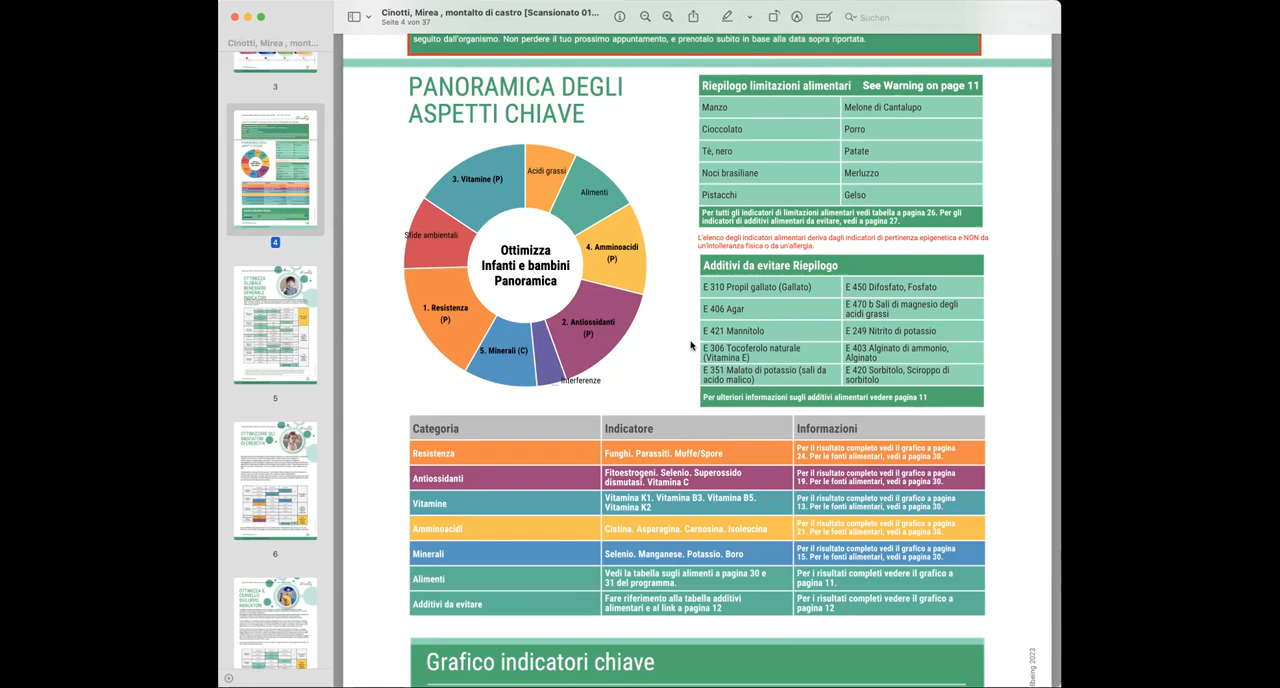 Cinotti, Mirea , montalto di castro [Scansionato 01...
Seite 4 von 37
Suchen
Cinotti, Mirea , mont...
3
4
5
6
seguito dall'organismo. Non perdere il tuo prossimo appuntamento, e prenotalo subito in base alla data sopra riportata.
PANORAMICA DEGLI
ASPETTI CHIAVE
3. Vitamine (P)
Acidi grassi
Alimenti
Sfide ambientali
4. Amminoacidi
(P)
Ottimizza
Infanti e bambini
Panoramica
1. Resistenza
(P)
2. Antiossidanti
(P)
5. Minerali (C)
Interferenze
Riepilogo limitazioni alimentari See Warning on page 11
Manzo Melone di Cantalupo
Cioccolato Porro
Tè, nero Patate
Noci brasiliane Merluzzo
Pistacchi Gelso
Per tutti gli indicatori di limitazioni alimentari vedi tabella a pagina 26. Per gli
indicatori di additivi alimentari da evitare, vedi a pagina 27.
L'elenco degli indicatori alimentari deriva dagli indicatori di pertinenza epigenetica e NON da
un'intolleranza fisica o da un'allergia.
Additivi da evitare Riepilogo
E 310 Propil gallato (Gallato) E 450 Difosfato, Fosfato
E 406 Agar E 470 b Sali di magnesio degli
acidi grassi
E 421 Mannitolo E 249 Nitrito di potassio
E 306 Tocoferolo naturale E 403 Alginato di ammonio,
(Vitamina E) Alginato
E 351 Malato di potassio (sali da E 420 Sorbitolo, Sciroppo di
acido malico) sorbitolo
Per ulteriori informazioni sugli additivi alimentari vedere pagina 11
Categoria Indicatore Informazioni
Resistenza Funghi. Parassiti. Muffe/Spore Per il risultato completo vedi il grafico a pagina
24. Per le fonti alimentari, vedi a pagina 30.
Antiossidanti Fitoestrogeni. Selenio. Superossido Per il risultato completo vedi il grafico a pagina
dismutasi. Vitamina C 19. Per le fonti alimentari, vedi a pagina 30.
Vitamine Vitamina K1. Vitamina B3. Vitamina B5. Per il risultato completo vedi il grafico a pagina
Vitamina K2 13. Per le fonti alimentari, vedi a pagina 30.
Amminoacidi Cistina. Asparagina. Carnosina. Isoleucina Per il risultato completo vedi il grafico a pagina
21. Per le fonti alimentari, vedi a pagina 30.
Minerali Selenio. Manganese. Potassio. Boro Per il risultato completo vedi il grafico a pagina
15. Per le fonti alimentari, vedi a pagina 30.
Alimenti Vedi la tabella sugli alimenti a pagina 30 e Per i risultati completi vedere il grafico a
31 del programma. pagina 11.
Additivi da evitare Fare riferimento alla tabella additivi Per i risultati completi vedere il grafico a
alimentari e al link a pagina 12 pagina 12
Grafico indicatori chiave